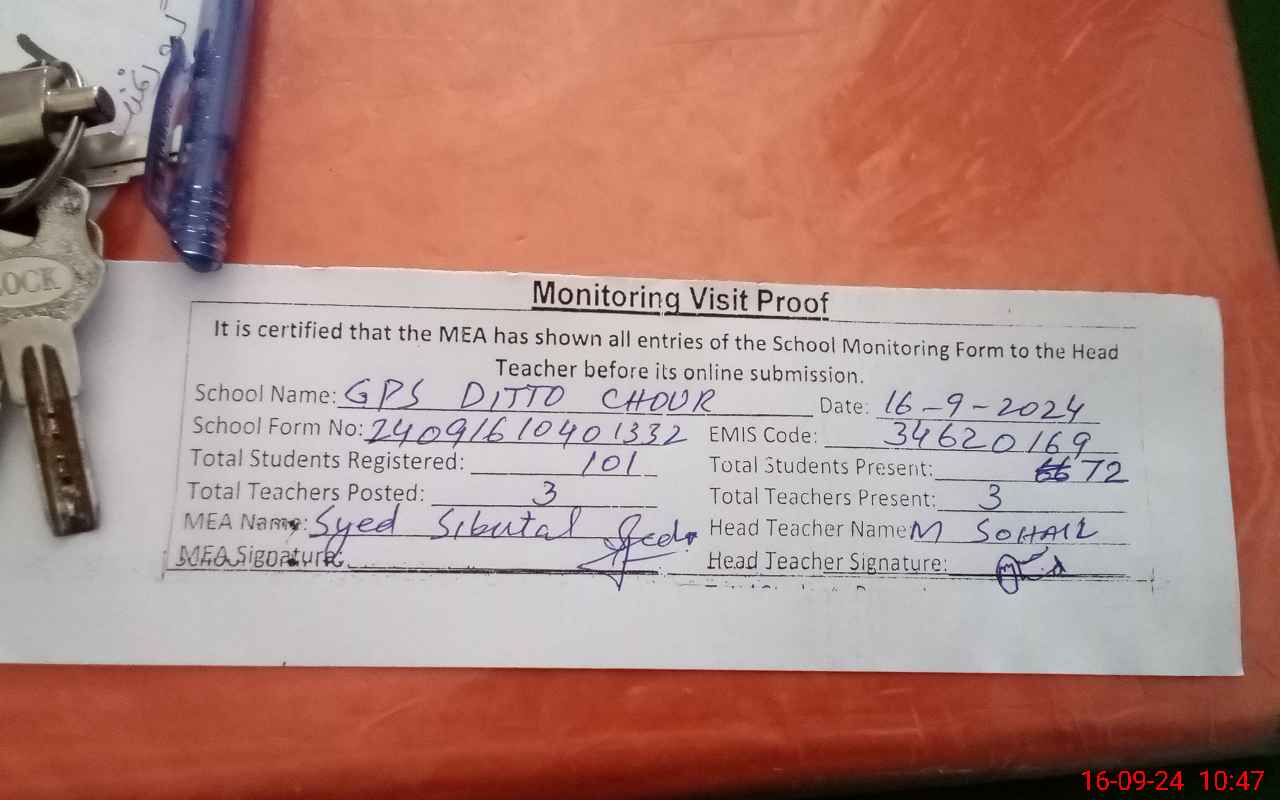 LOCK
Monitoring Visit Proof
It is certified that the MEA has shown all entries of the School Monitoring Form to the Head
Teacher before its online submission.
School Name: GPS DITTO CHOUR Date: 16-9-2024
School Form No: 2409161040 1332 EMIS Code: 34620169
Total Students Registered: 101 Total Students Present: 72
Total Teachers Posted: 3 Total Teachers Present: 3
MEA Name: Syed Sibutal Head Teacher Name M SOHAIL
MEA Signature: Head Teacher Signature:
16-09-24 10:47